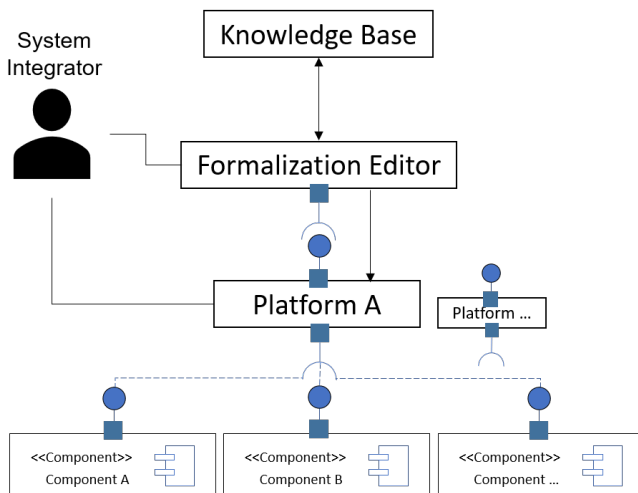 System
Integrator
Knowledge Base
Formalization Editor
Platform A
Platform ...
<<Component>>
Component A
<<Component>>
Component B
<<Component>>
Component ...